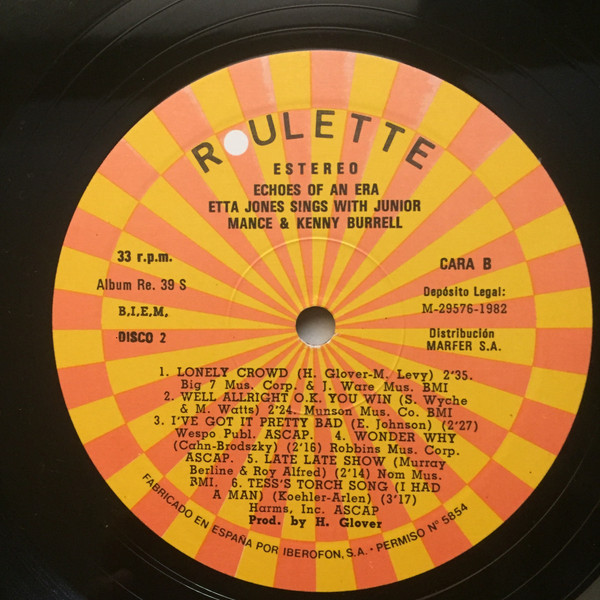 ROULETTE
ESTEREO
ECHOES OF AN ERA
ETTA JONES SINGS WITH JUNIOR
MANCE & KENNY BURRELL
33 r.p.m.
Album Re. 39 S
B.I.E.M.
DISCO 2
CARA B
Depósito Legal:
M-29576-1982
Distribución
MARFER S.A.
1. LONELY CROWD (H. Glover-M. Levy) 2'35.
Big 7 Mus. Corp. & J. Ware Mus. BMI
2. WELL ALLRIGHT O.K. YOU WIN (S. Wyche
& M. Watts) 2'24. Munson Mus. Co. BMI
3. I'VE GOT IT PRETTY BAD (E. Johnson) (2'27)
Wespo Publ. ASCAP. 4. WONDER WHY
(Cahn-Brodszky) (2'16) Robbins Mus. Corp.
ASCAP. 5. LATE LATE SHOW (Murray
Berline & Roy Alfred) (2'14) Nom Mus.
BMI. 6. TESS'S TORCH SONG (I HAD
A MAN) (Koehler-Arlen) (3'17)
Harms, Inc. ASCAP
Prod. by H. Glover
FABRICADO EN ESPAÑA POR IBEROFON, S.A. • PERMISO Nº 5854